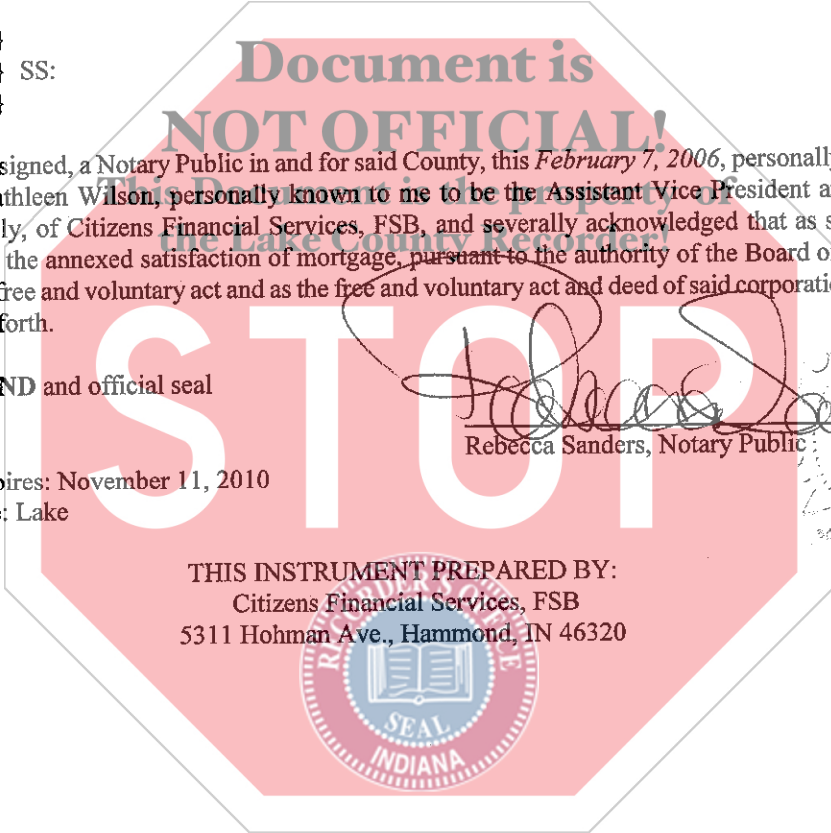 }
} SS:
}
Document is
NOT OFFICIAL!
signed, a Notary Public in and for said County, this February 7, 2006, personally
thleen Wilson, personally known to me to be the Assistant Vice President a
This Document is the property of
ly, of Citizens Financial Services, FSB, and severally acknowledged that as s
the Lake County Recorder!
the annexed satisfaction of mortgage, pursuant to the authority of the Board o
free and voluntary act and as the free and voluntary act and deed of said corporati
forth.
STOP
ND and official seal
Rebecca Sanders, Notary Public
ires: November 11, 2010
: Lake
THIS INSTRUMENT PREPARED BY:
Citizens Financial Services, FSB
5311 Hohman Ave., Hammond, IN 46320
RECORDER'S OFFICE
SEAL
INDIANA